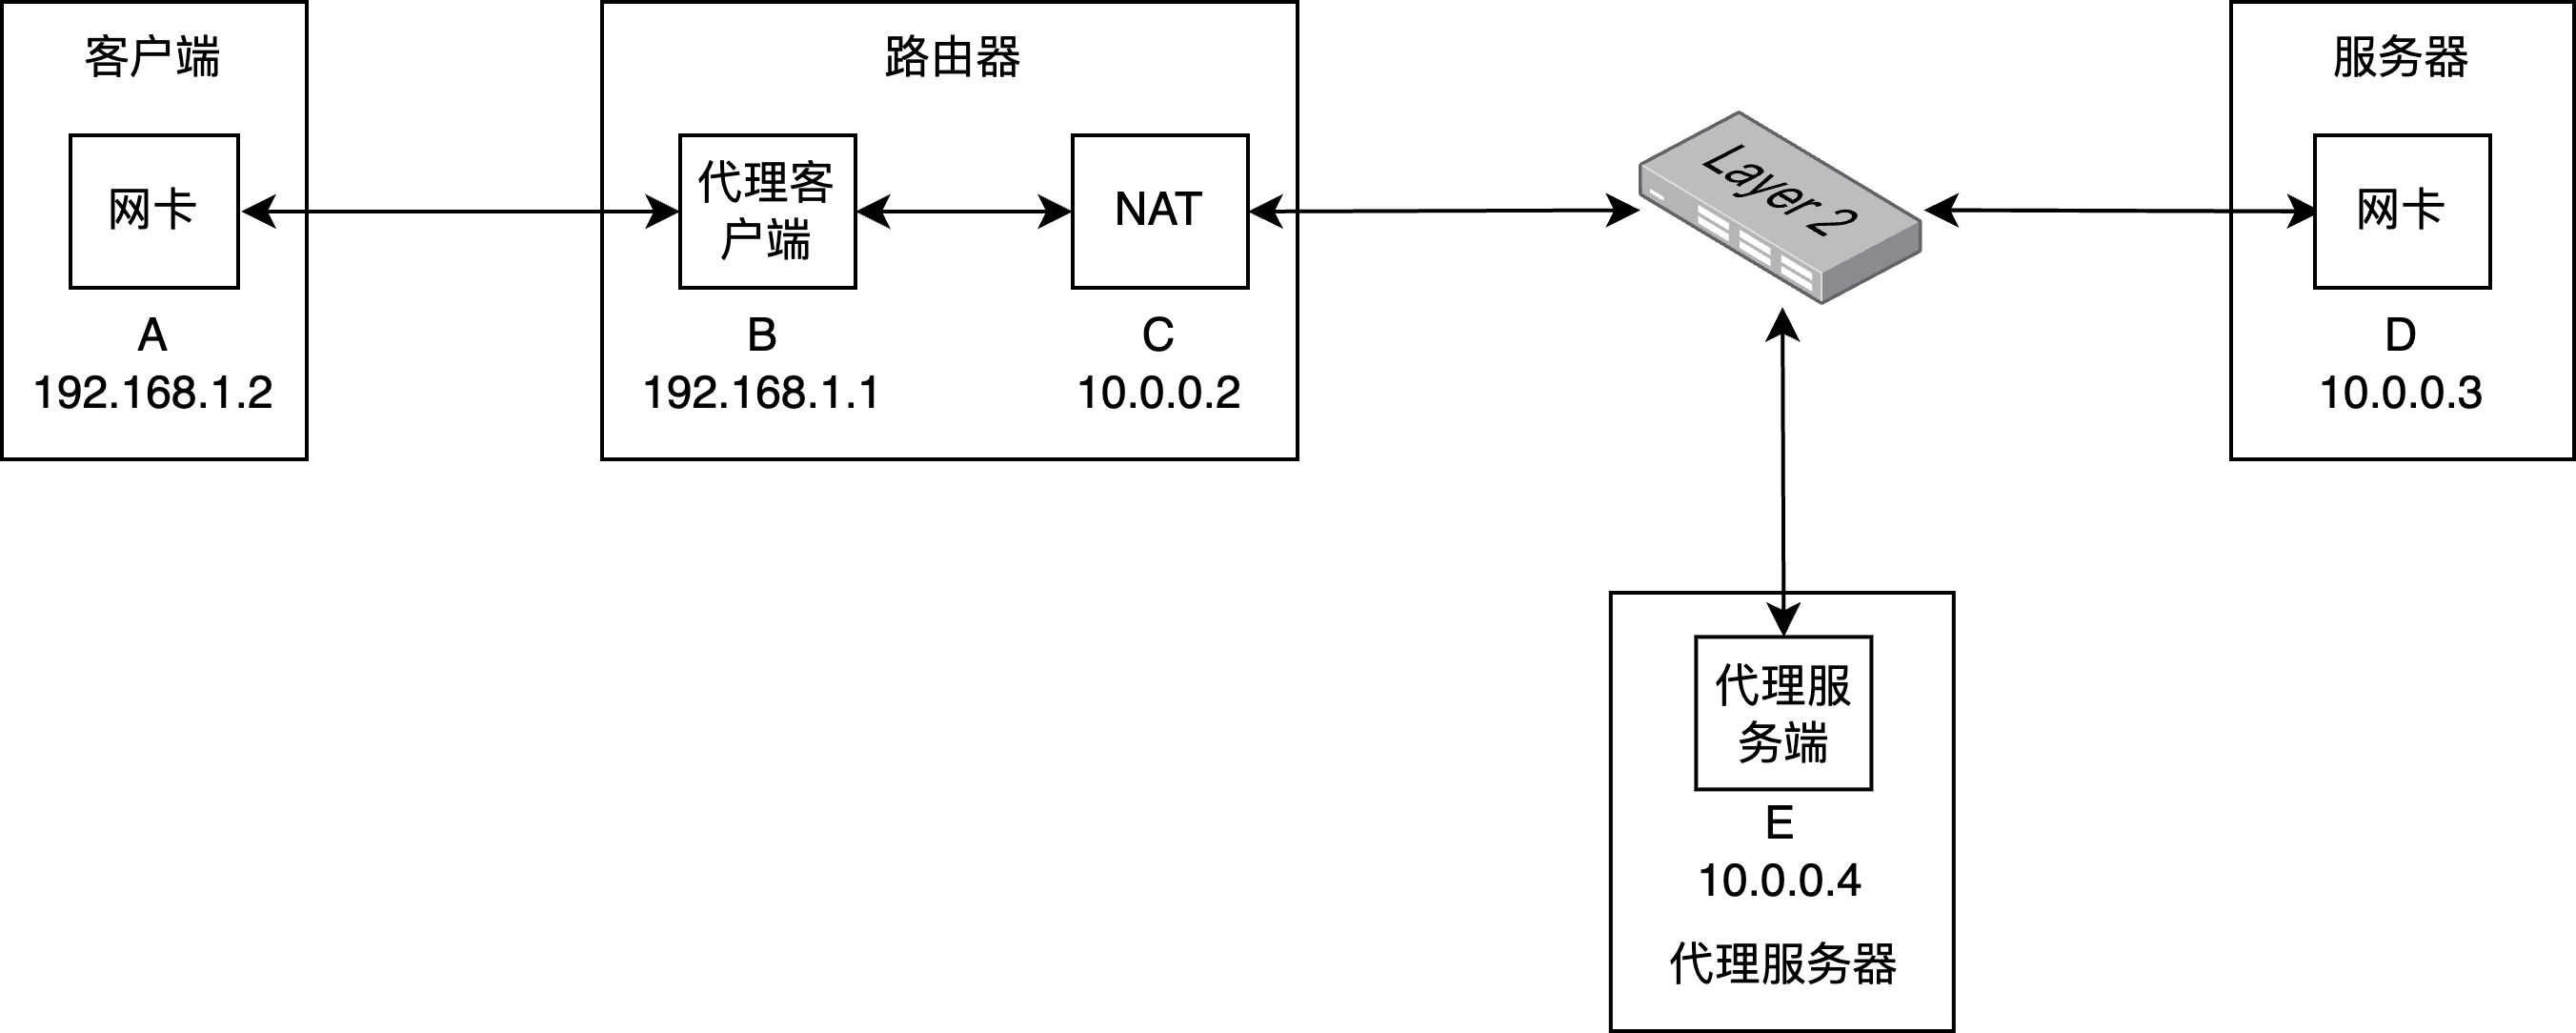 客户端
网卡
A
192.168.1.2
路由器
代理客
户端
B
192.168.1.1
NAT
C
10.0.0.2
Layer 2
服务器
网卡
D
10.0.0.3
代理服
务端
E
10.0.0.4
代理服务器